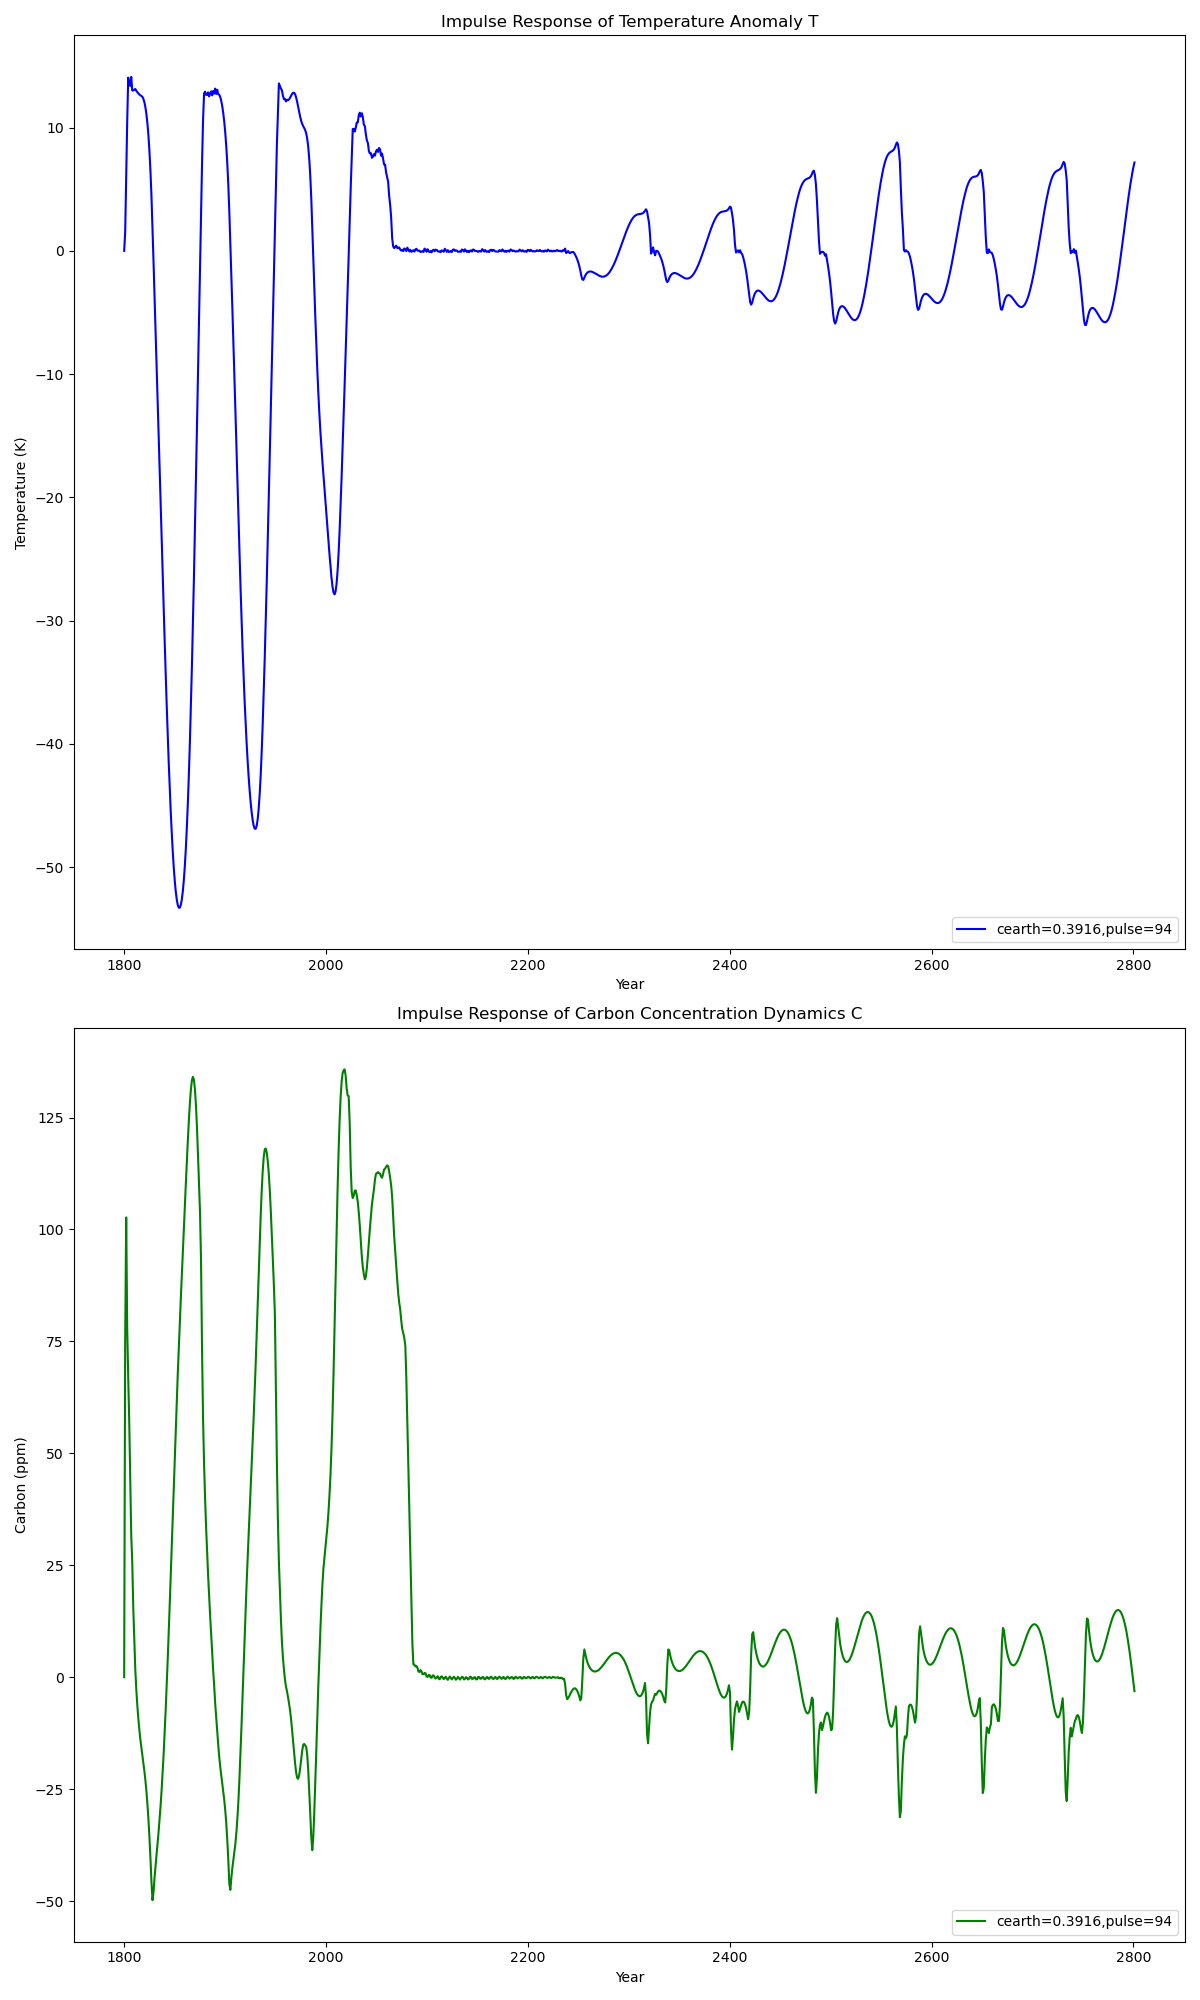 Impulse Response of Temperature Anomaly T
10
0
−10
−20
−30
−40
−50
Temperature (K)
cearth=0.3916,pulse=94
1800 2000 2200 2400 2600 2800
Year
Impulse Response of Carbon Concentration Dynamics C
125
100
75
50
25
0
−25
−50
Carbon (ppm)
cearth=0.3916,pulse=94
1800 2000 2200 2400 2600 2800
Year